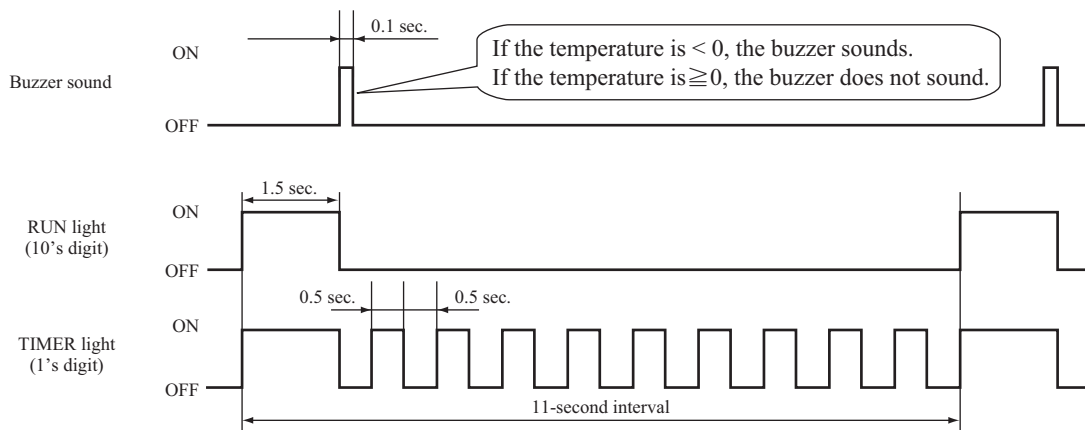 0.1 sec.
ON
If the temperature is < 0, the buzzer sounds.
If the temperature is ≧0, the buzzer does not sound.
Buzzer sound
OFF
1.5 sec.
ON
RUN light
(10’s digit)
OFF
0.5 sec.
0.5 sec.
ON
TIMER light
(1’s digit)
OFF
11-second interval